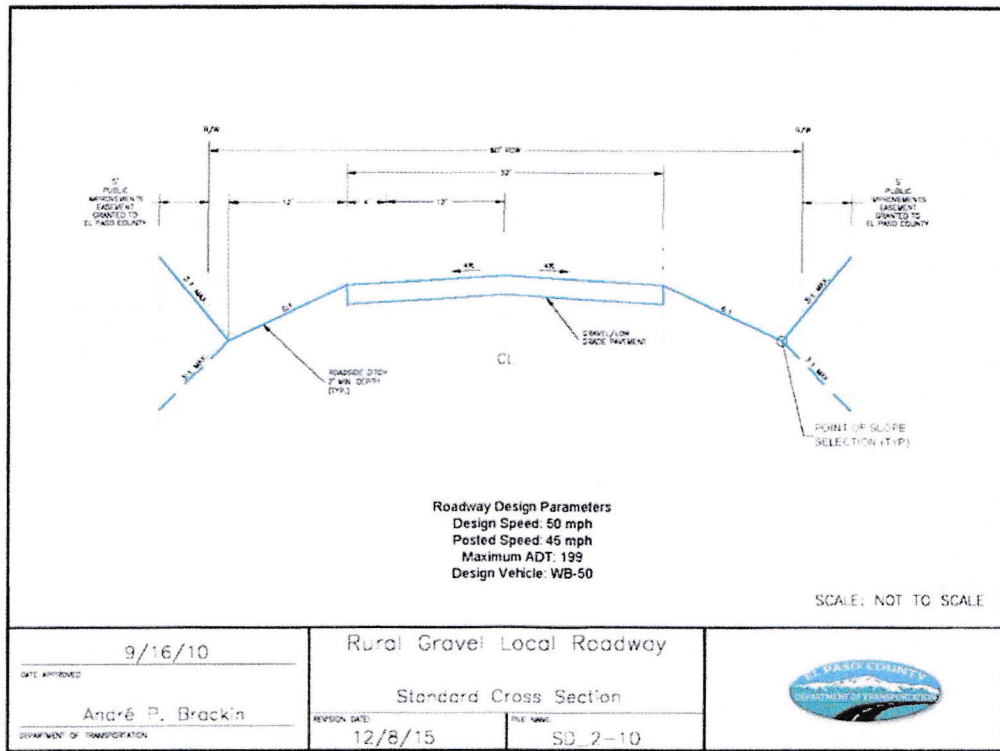 R/W
R/W
60' ROW
32'
5'
PUBLIC
IMPROVEMENTS
EASEMENT
GRANTED TO
EL PASO COUNTY
12'
4'
12'
5'
PUBLIC
IMPROVEMENTS
EASEMENT
GRANTED TO
EL PASO COUNTY
4%
4%
3:1 MAX
6:1
6:1
3:1 MAX
3:1 MAX
3:1 MAX
GRAVEL/LOW
GRADE PAVEMENT
CL
ROADSIDE DITCH
2' MIN. DEPTH
(TYP.)
POINT OF SLOPE
SELECTION (TYP)
Roadway Design Parameters
Design Speed: 50 mph
Posted Speed: 45 mph
Maximum ADT: 199
Design Vehicle: WB-50
SCALE: NOT TO SCALE
9/16/10
DATE APPROVED
André P. Brackin
DEPARTMENT OF TRANSPORTATION
Rural Gravel Local Roadway
Standard Cross Section
REVISION DATE:
12/8/15
FILE NAME:
SD_2-10
EL PASO COUNTY
DEPARTMENT OF TRANSPORTATION